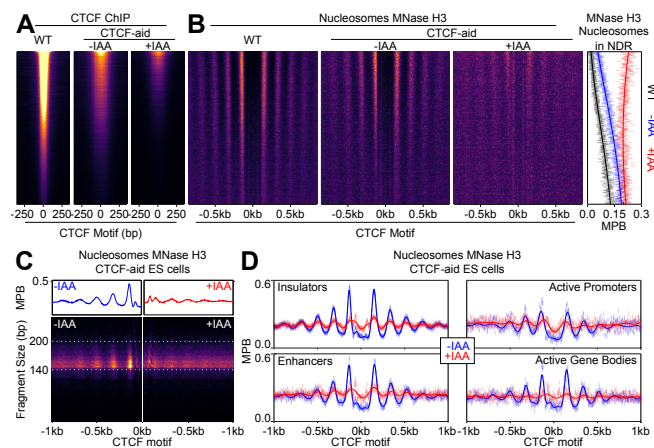 A
CTCF ChIP
CTCF-aid
WT -IAA +IAA
-250 0 250 0 -250 0 250
CTCF Motif (bp)
B
Nucleosomes MNase H3
CTCF-aid
WT -IAA +IAA
-0.5kb 0kb 0.5kb -0.5kb 0kb 0.5kb -0.5kb 0kb 0.5kb
CTCF Motif
MNase H3
Nucleosomes
in NDR
WT -IAA +IAA
0 0.15 0.3
MPB
C
Nucleosomes MNase H3
CTCF-aid ES cells
MPB
0.5
0
-IAA +IAA
Fragment Size (bp)
-IAA +IAA
200
140
-1kb -0.5kb 0kb -0.5kb -1kb
CTCF motif
D
Nucleosomes MNase H3
CTCF-aid ES cells
MPB
0.6
0.0
Insulators
Active Promoters
-IAA
+IAA
0.6
0.0
Enhancers
Active Gene Bodies
-1kb -0.5kb 0kb 0.5kb 1kb -1kb -0.5kb 0kb 0.5kb 1kb
CTCF motif CTCF motif